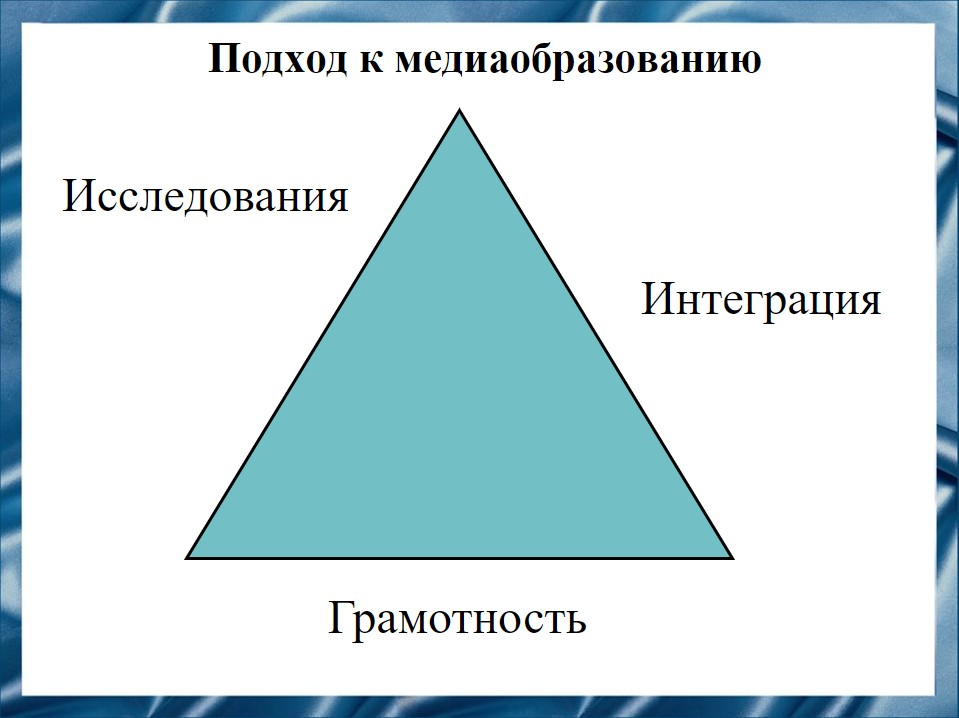 Подход к медиаобразованию
Исследования
Интеграция
Грамотность